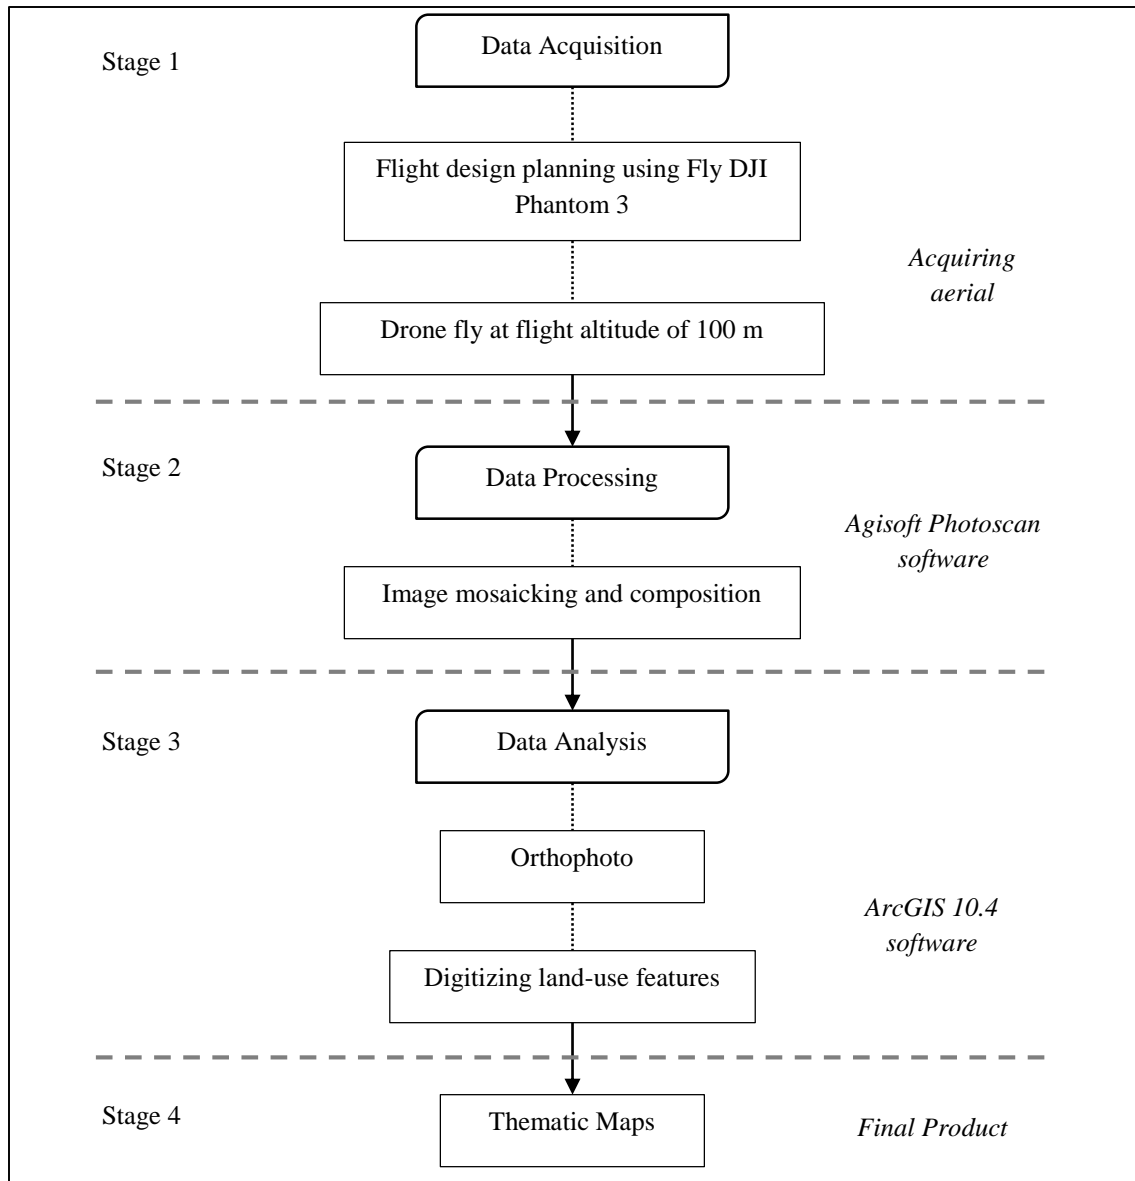 Stage 1
Data Acquisition
Flight design planning using Fly DJI
Phantom 3
Acquiring
aerial
Drone fly at flight altitude of 100 m
Stage 2
Data Processing
Agisoft Photoscan
software
Image mosaicking and composition
Stage 3
Data Analysis
Orthophoto
ArcGIS 10.4
software
Digitizing land-use features
Stage 4
Thematic Maps
Final Product